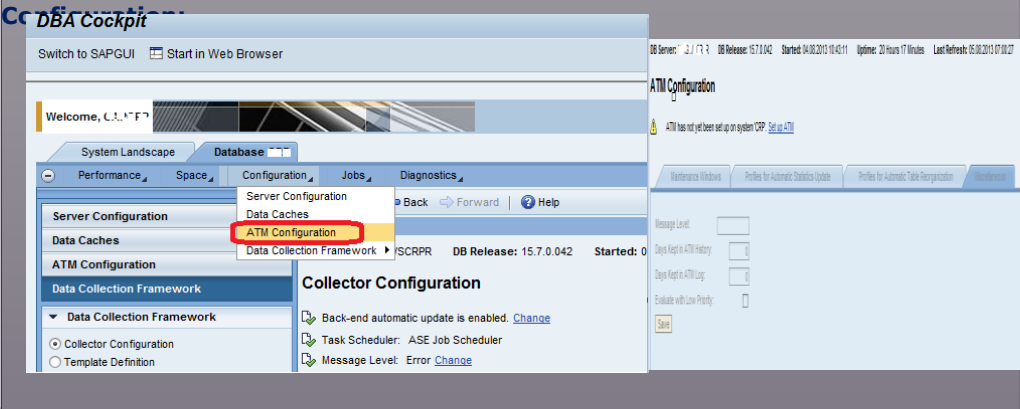 Configuration:
DBA Cockpit
Switch to SAPGUI Start in Web Browser
Welcome,
System Landscape Database
Performance Space Configuration Jobs Diagnostics
Server Configuration
Data Caches
ATM Configuration
Data Collection Framework
Back Forward Help
Server Configuration
Data Caches
ATM Configuration
Data Collection Framework
Data Collection Framework
Collector Configuration
Template Definition
/SCRPR DB Release: 15.7.0.042 Started: 0
Collector Configuration
Back-end automatic update is enabled. Change
Task Scheduler: ASE Job Scheduler
Message Level: Error Change
DB Server: DB Release: 15.7.0.042 Started: 04.08.2013 10:43:11 Uptime: 20 Hours 17 Minutes Last Refresh: 05.08.2013 07:00:27
ATM Configuration
ATM has not yet been set up on system 'CRP'. Set up ATM
Maintenance Windows Profiles for Automatic Statistics Update Profiles for Automatic Table Reorganization Miscellaneous
Message Level:
Days Kept in ATM History: 0
Days Kept in ATM Log: 0
Evaluate with Low Priority:
Save